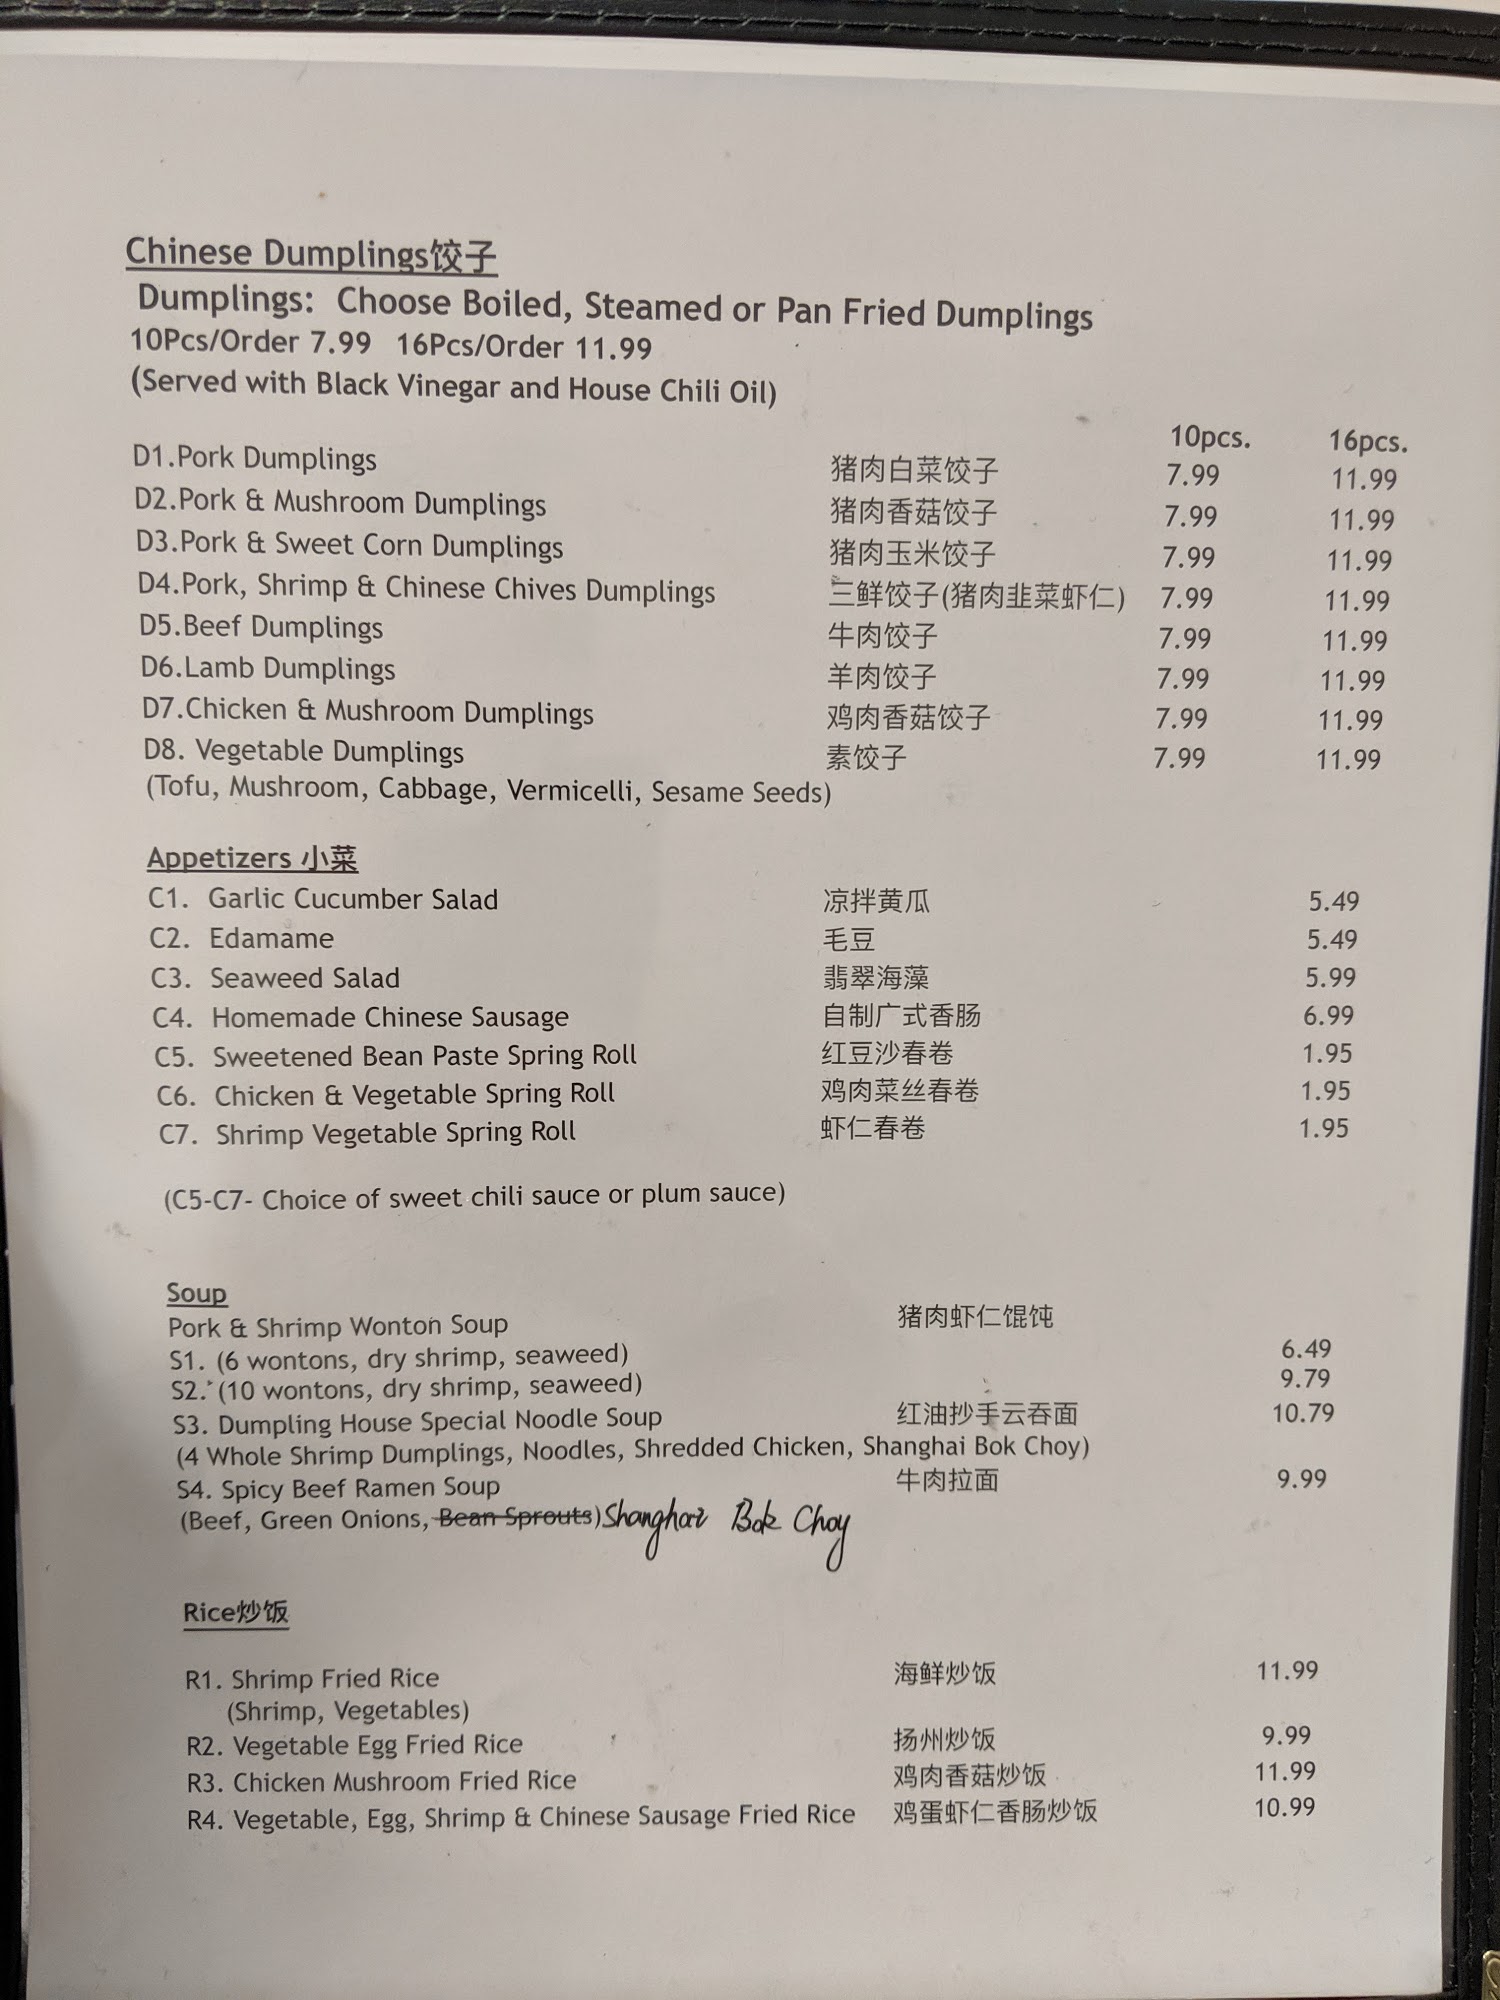 Chinese Dumplings饺子
Dumplings: Choose Boiled, Steamed or Pan Fried Dumplings
10Pcs/Order 7.99 16Pcs/Order 11.99
(Served with Black Vinegar and House Chili Oil)
10pcs. 16pcs.
D1.Pork Dumplings 猪肉白菜饺子 7.99 11.99
D2.Pork & Mushroom Dumplings 猪肉香菇饺子 7.99 11.99
D3.Pork & Sweet Corn Dumplings 猪肉玉米饺子 7.99 11.99
D4.Pork, Shrimp & Chinese Chives Dumplings 三鲜饺子(猪肉韭菜虾仁) 7.99 11.99
D5.Beef Dumplings 牛肉饺子 7.99 11.99
D6.Lamb Dumplings 羊肉饺子 7.99 11.99
D7.Chicken & Mushroom Dumplings 鸡肉香菇饺子 7.99 11.99
D8. Vegetable Dumplings 素饺子 7.99 11.99
(Tofu, Mushroom, Cabbage, Vermicelli, Sesame Seeds)
Appetizers 小菜
C1. Garlic Cucumber Salad 凉拌黄瓜 5.49
C2. Edamame 毛豆 5.49
C3. Seaweed Salad 翡翠海藻 5.99
C4. Homemade Chinese Sausage 自制广式香肠 6.99
C5. Sweetened Bean Paste Spring Roll 红豆沙春卷 1.95
C6. Chicken & Vegetable Spring Roll 鸡肉菜丝春卷 1.95
C7. Shrimp Vegetable Spring Roll 虾仁春卷 1.95
(C5-C7- Choice of sweet chili sauce or plum sauce)
Soup
Pork & Shrimp Wonton Soup 猪肉虾仁馄饨
S1. (6 wontons, dry shrimp, seaweed) 6.49
S2. (10 wontons, dry shrimp, seaweed) 9.79
S3. Dumpling House Special Noodle Soup 红油抄手云吞面 10.79
(4 Whole Shrimp Dumplings, Noodles, Shredded Chicken, Shanghai Bok Choy)
S4. Spicy Beef Ramen Soup 牛肉拉面 9.99
(Beef, Green Onions, Bean Sprouts) Shanghai Bok Choy
Rice炒饭
R1. Shrimp Fried Rice 海鲜炒饭 11.99
(Shrimp, Vegetables)
R2. Vegetable Egg Fried Rice 扬州炒饭 9.99
R3. Chicken Mushroom Fried Rice 鸡肉香菇炒饭 11.99
R4. Vegetable, Egg, Shrimp & Chinese Sausage Fried Rice 鸡蛋虾仁香肠炒饭 10.99